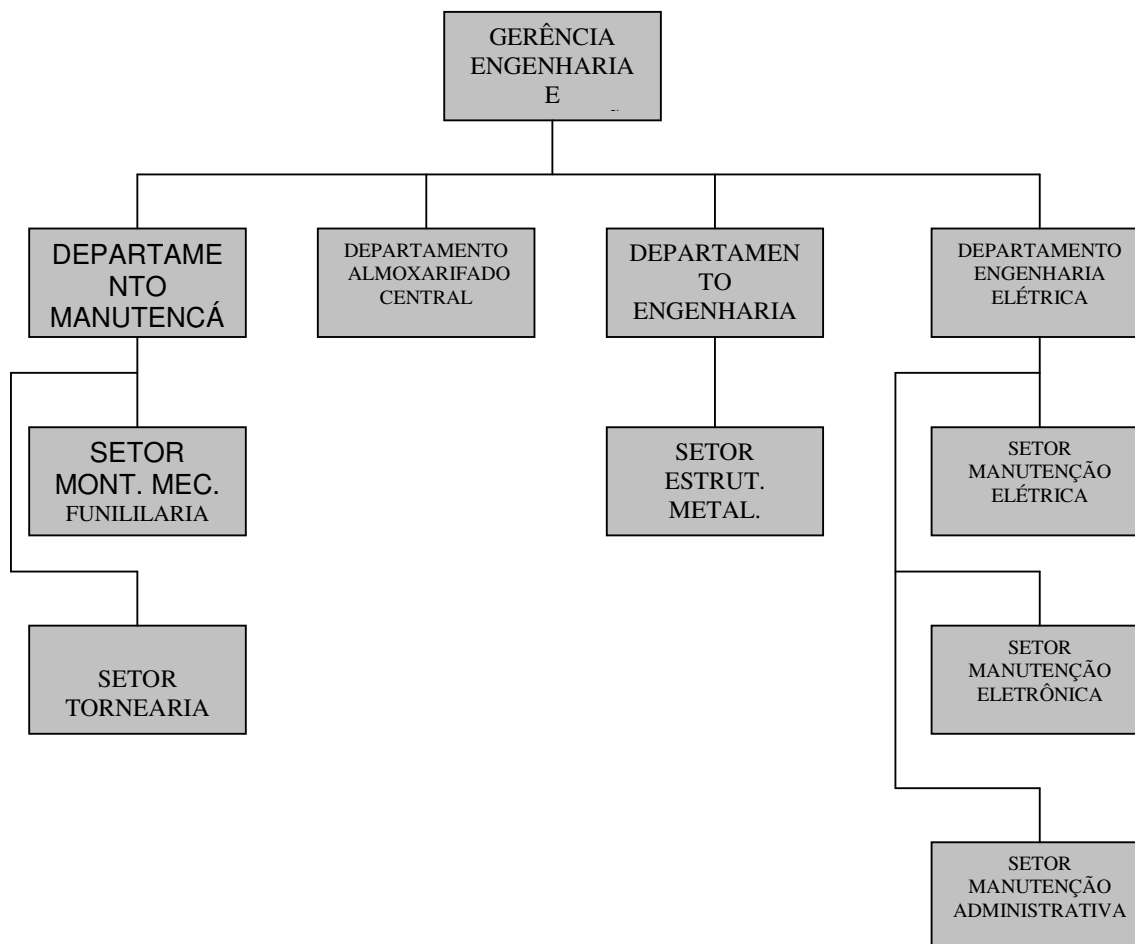 GERÊNCIA
ENGENHARIA
E
DEPARTAME
NTO
MANUTENCÁ
DEPARTAMENTO
ALMOXARIFADO
CENTRAL
DEPARTAMEN
TO
ENGENHARIA
DEPARTAMENTO
ENGENHARIA
ELÉTRICA
SETOR
MONT. MEC.
FUNILILARIA
SETOR
ESTRUT.
METAL.
SETOR
MANUTENÇÃO
ELÉTRICA
SETOR
TORNEARIA
SETOR
MANUTENÇÃO
ELETRÔNICA
SETOR
MANUTENÇÃO
ADMINISTRATIVA